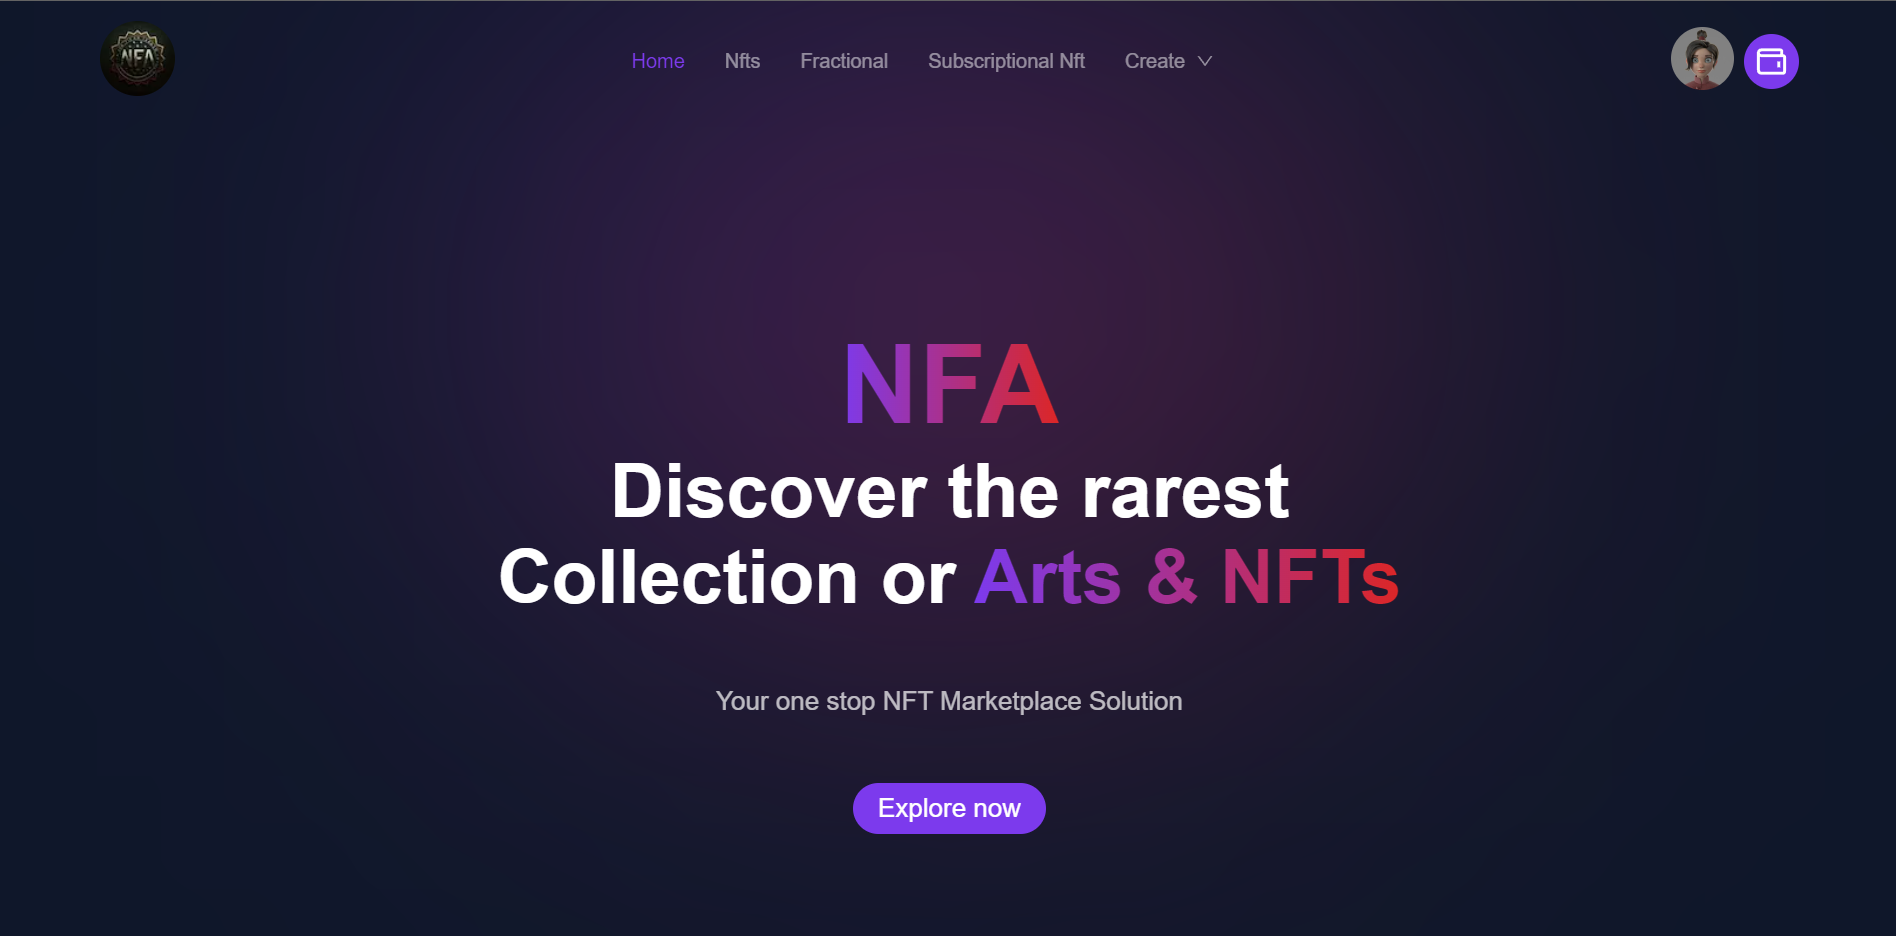 NFA
Home Nfts Fractional Subscriptional Nft Create
NFA
Discover the rarest
Collection or Arts & NFTs
Your one stop NFT Marketplace Solution
Explore now